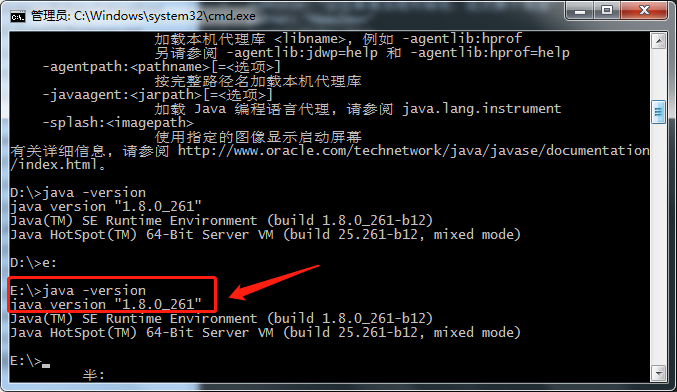 管理员: C:\Windows\system32\cmd.exe
加载本机代理库 <libname>, 例如 -agentlib:hprof
另请参阅 -agentlib:jdwp=help 和 -agentlib:hprof=help
-agentpath:<pathname>[=<选项>]
按完整路径名加载本机代理库
-javaagent:<jarpath>[=<选项>]
加载 Java 编程语言代理, 请参阅 java.lang.instrument
-splash:<imagepath>
使用指定的图像显示启动屏幕
有关详细信息, 请参阅 http://www.oracle.com/technetwork/java/javase/documentation
/index.html。
D:\>java -version
java version "1.8.0_261"
Java(TM) SE Runtime Environment (build 1.8.0_261-b12)
Java HotSpot(TM) 64-Bit Server VM (build 25.261-b12, mixed mode)
D:\>e:
E:\>java -version
java version "1.8.0_261"
Java(TM) SE Runtime Environment (build 1.8.0_261-b12)
Java HotSpot(TM) 64-Bit Server VM (build 25.261-b12, mixed mode)
E:\>
半: